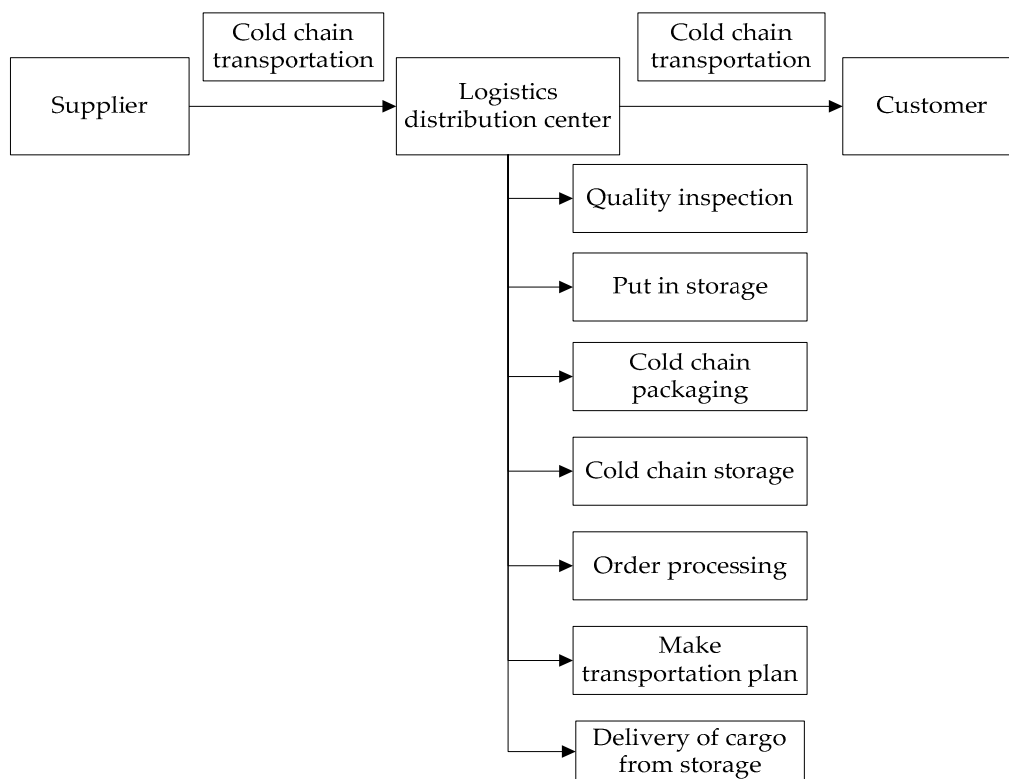 Cold chain
transportation
Cold chain
transportation
Supplier
Logistics
distribution center
Customer
Quality inspection
Put in storage
Cold chain
packaging
Cold chain storage
Order processing
Make
transportation plan
Delivery of cargo
from storage